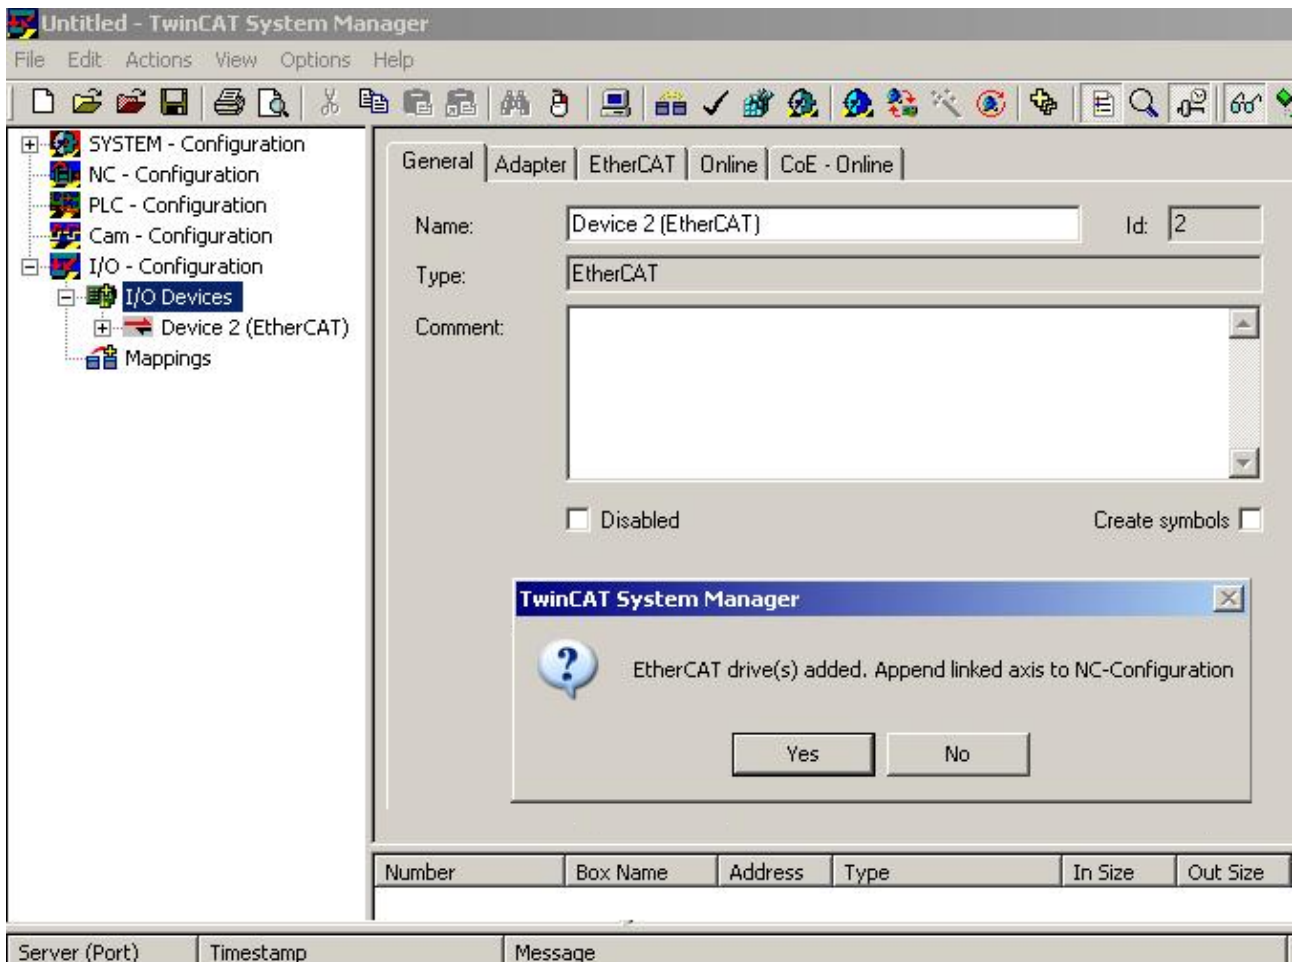 Untitled - TwinCAT System Manager
File Edit Actions View Options Help
SYSTEM - Configuration
NC - Configuration
PLC - Configuration
Cam - Configuration
I/O - Configuration
I/O Devices
Device 2 (EtherCAT)
Mappings
General Adapter EtherCAT Online CoE - Online
Name: Device 2 (EtherCAT) Id: 2
Type: EtherCAT
Comment:
Disabled Create symbols
TwinCAT System Manager
EtherCAT drive(s) added. Append linked axis to NC-Configuration
Yes No
Number Box Name Address Type In Size Out Size
Server (Port) Timestamp Message